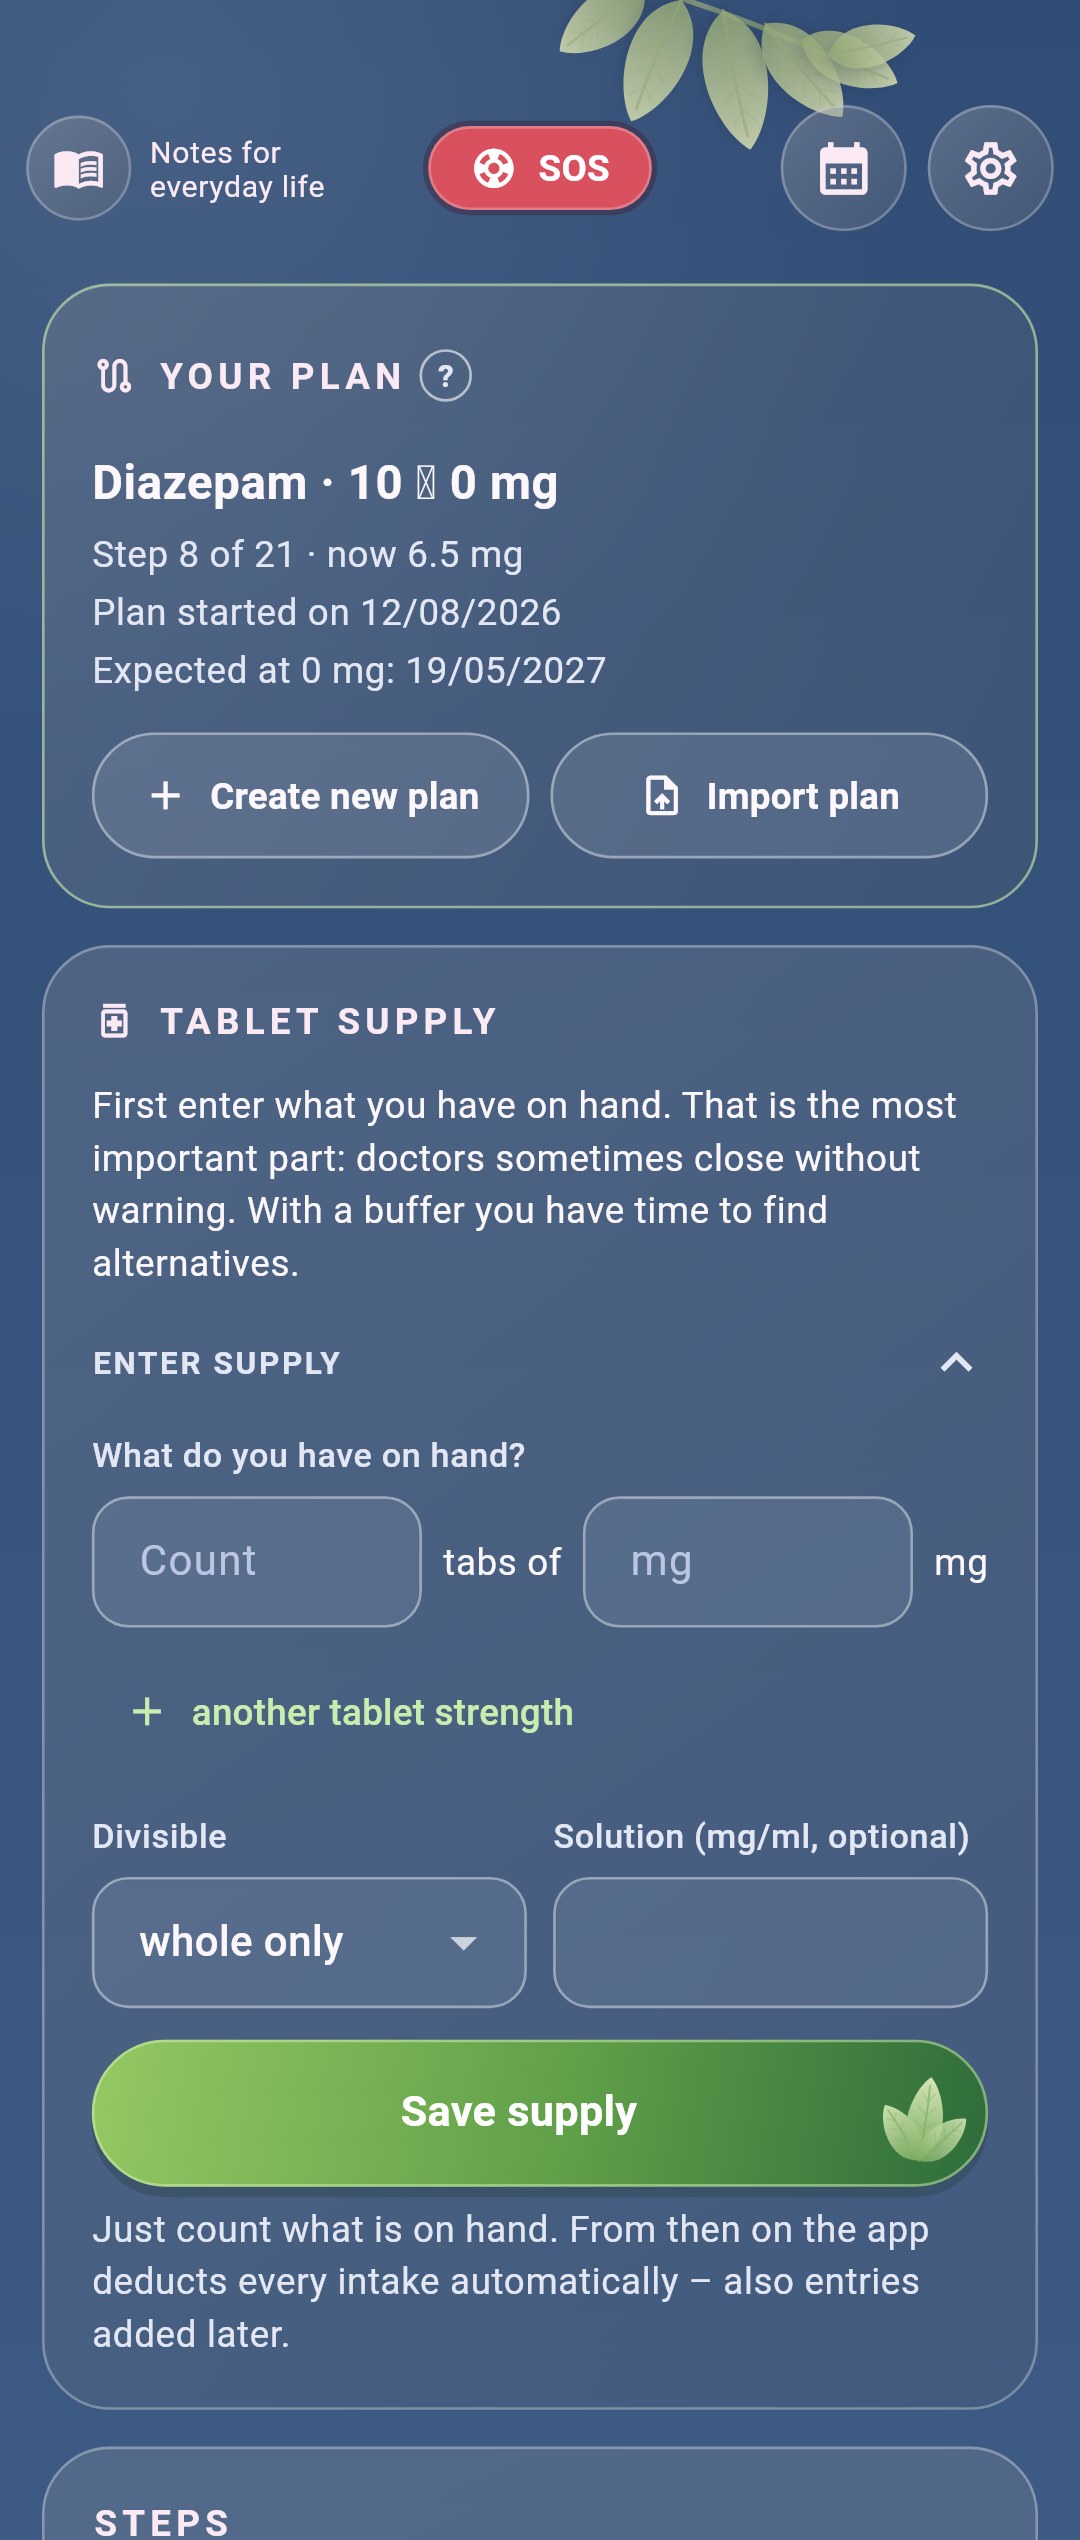 Notes for
everyday life
SOS
YOUR PLAN ?
Diazepam · 10 0 mg
Step 8 of 21 · now 6.5 mg
Plan started on 12/08/2026
Expected at 0 mg: 19/05/2027
Create new plan
Import plan
TABLET SUPPLY
First enter what you have on hand. That is the most
important part: doctors sometimes close without
warning. With a buffer you have time to find
alternatives.
ENTER SUPPLY
What do you have on hand?
Count tabs of mg mg
+ another tablet strength
Divisible
Solution (mg/ml, optional)
whole only
Save supply
Just count what is on hand. From then on the app
deducts every intake automatically – also entries
added later.
STEPS